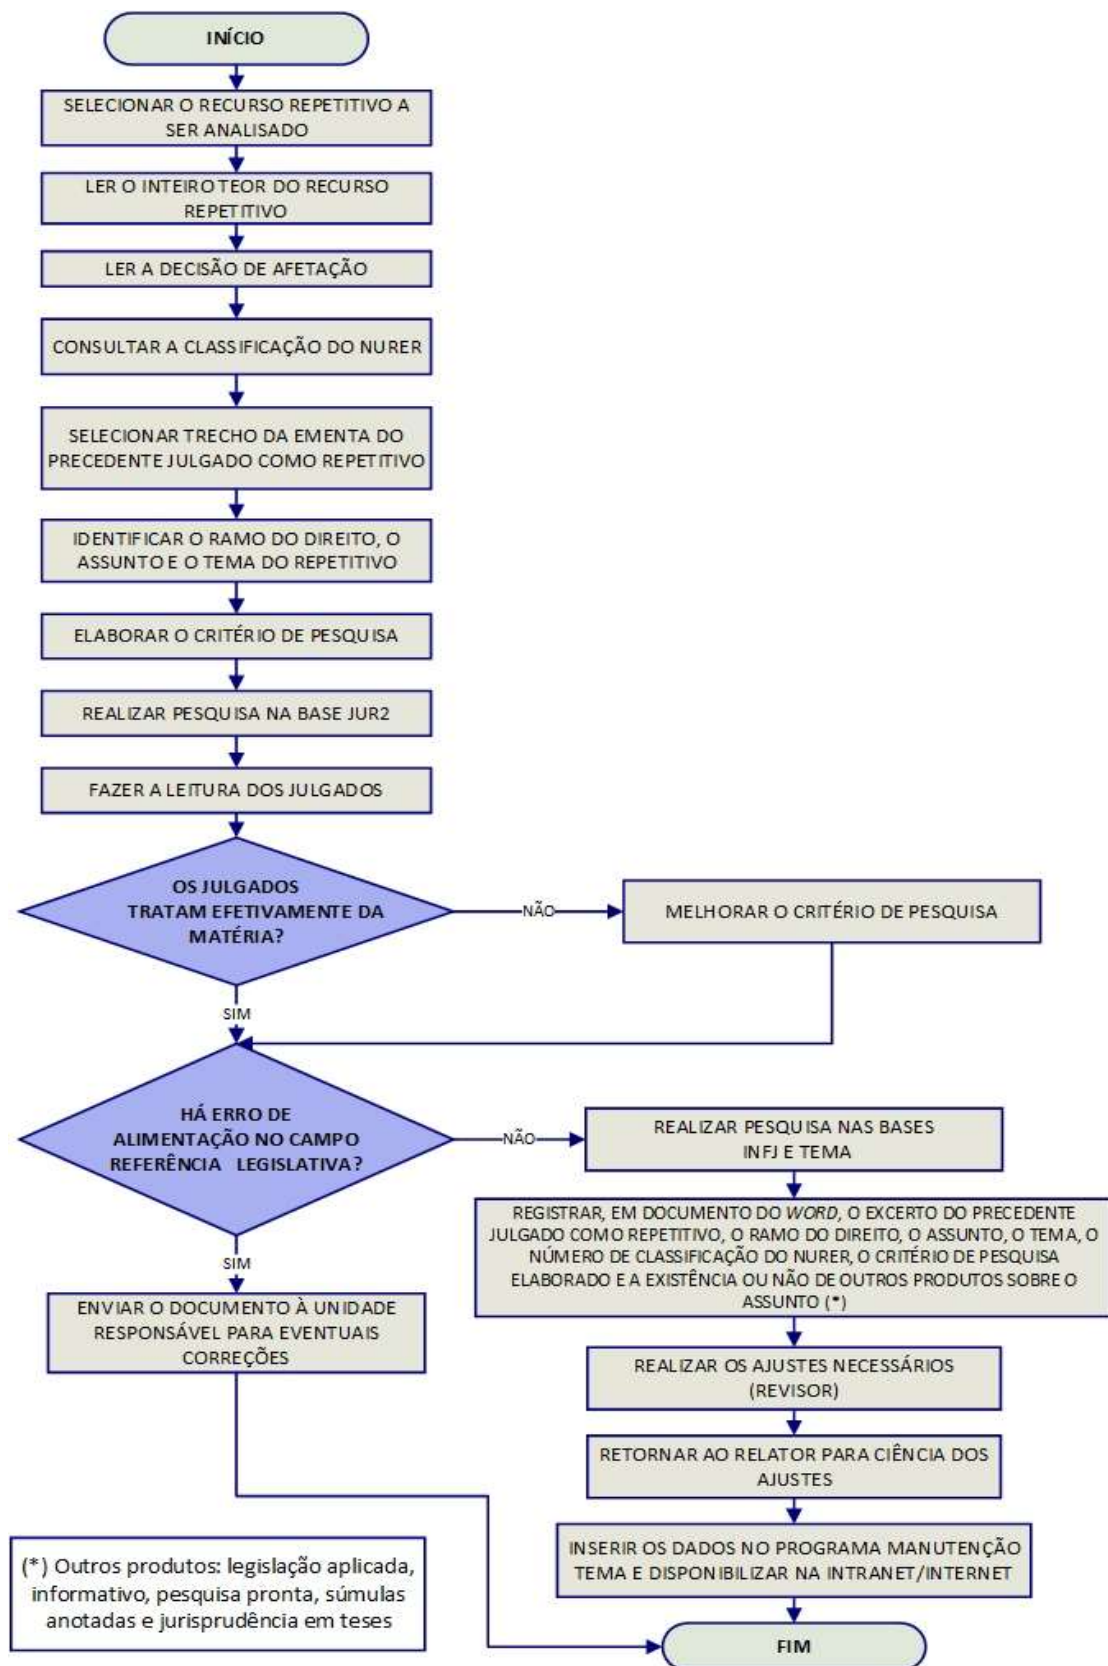 INÍCIO
SELECIONAR O RECURSO REPETITIVO A
SER ANALISADO
LER O INTEIRO TEOR DO RECURSO
REPETITIVO
LER A DECISÃO DE AFETAÇÃO
CONSULTAR A CLASSIFICAÇÃO DO NURER
SELECIONAR TRECHO DA EMENTA DO
PRECEDENTE JULGADO COMO REPETITIVO
IDENTIFICAR O RAMO DO DIREITO, O
ASSUNTO E O TEMA DO REPETITIVO
ELABORAR O CRITÉRIO DE PESQUISA
REALIZAR PESQUISA NA BASE JUR2
FAZER A LEITURA DOS JULGADOS
OS JULGADOS
TRATAM EFETIVAMENTE DA
MATÉRIA?
NÃO
MELHORAR O CRITÉRIO DE PESQUISA
SIM
HÁ ERRO DE
ALIMENTAÇÃO NO CAMPO
REFERÊNCIA LEGISLATIVA?
NÃO
REALIZAR PESQUISA NAS BASES
INFJ E TEMA
REGISTRAR, EM DOCUMENTO DO WORD, O EXCERTO DO PRECEDENTE
JULGADO COMO REPETITIVO, O RAMO DO DIREITO, O ASSUNTO, O TEMA, O
NÚMERO DE CLASSIFICAÇÃO DO NURER, O CRITÉRIO DE PESQUISA
ELABORADO E A EXISTÊNCIA OU NÃO DE OUTROS PRODUTOS SOBRE O
ASSUNTO (*)
SIM
ENVIAR O DOCUMENTO À UNIDADE
RESPONSÁVEL PARA EVENTUAIS
CORREÇÕES
REALIZAR OS AJUSTES NECESSÁRIOS
(REVISOR)
RETORNAR AO RELATOR PARA CIÊNCIA DOS
AJUSTES
INSERIR OS DADOS NO PROGRAMA MANUTENÇÃO
TEMA E DISPONIBILIZAR NA INTRANET/INTERNET
(*) Outros produtos: legislação aplicada,
informativo, pesquisa pronta, súmulas
anotadas e jurisprudência em teses
FIM